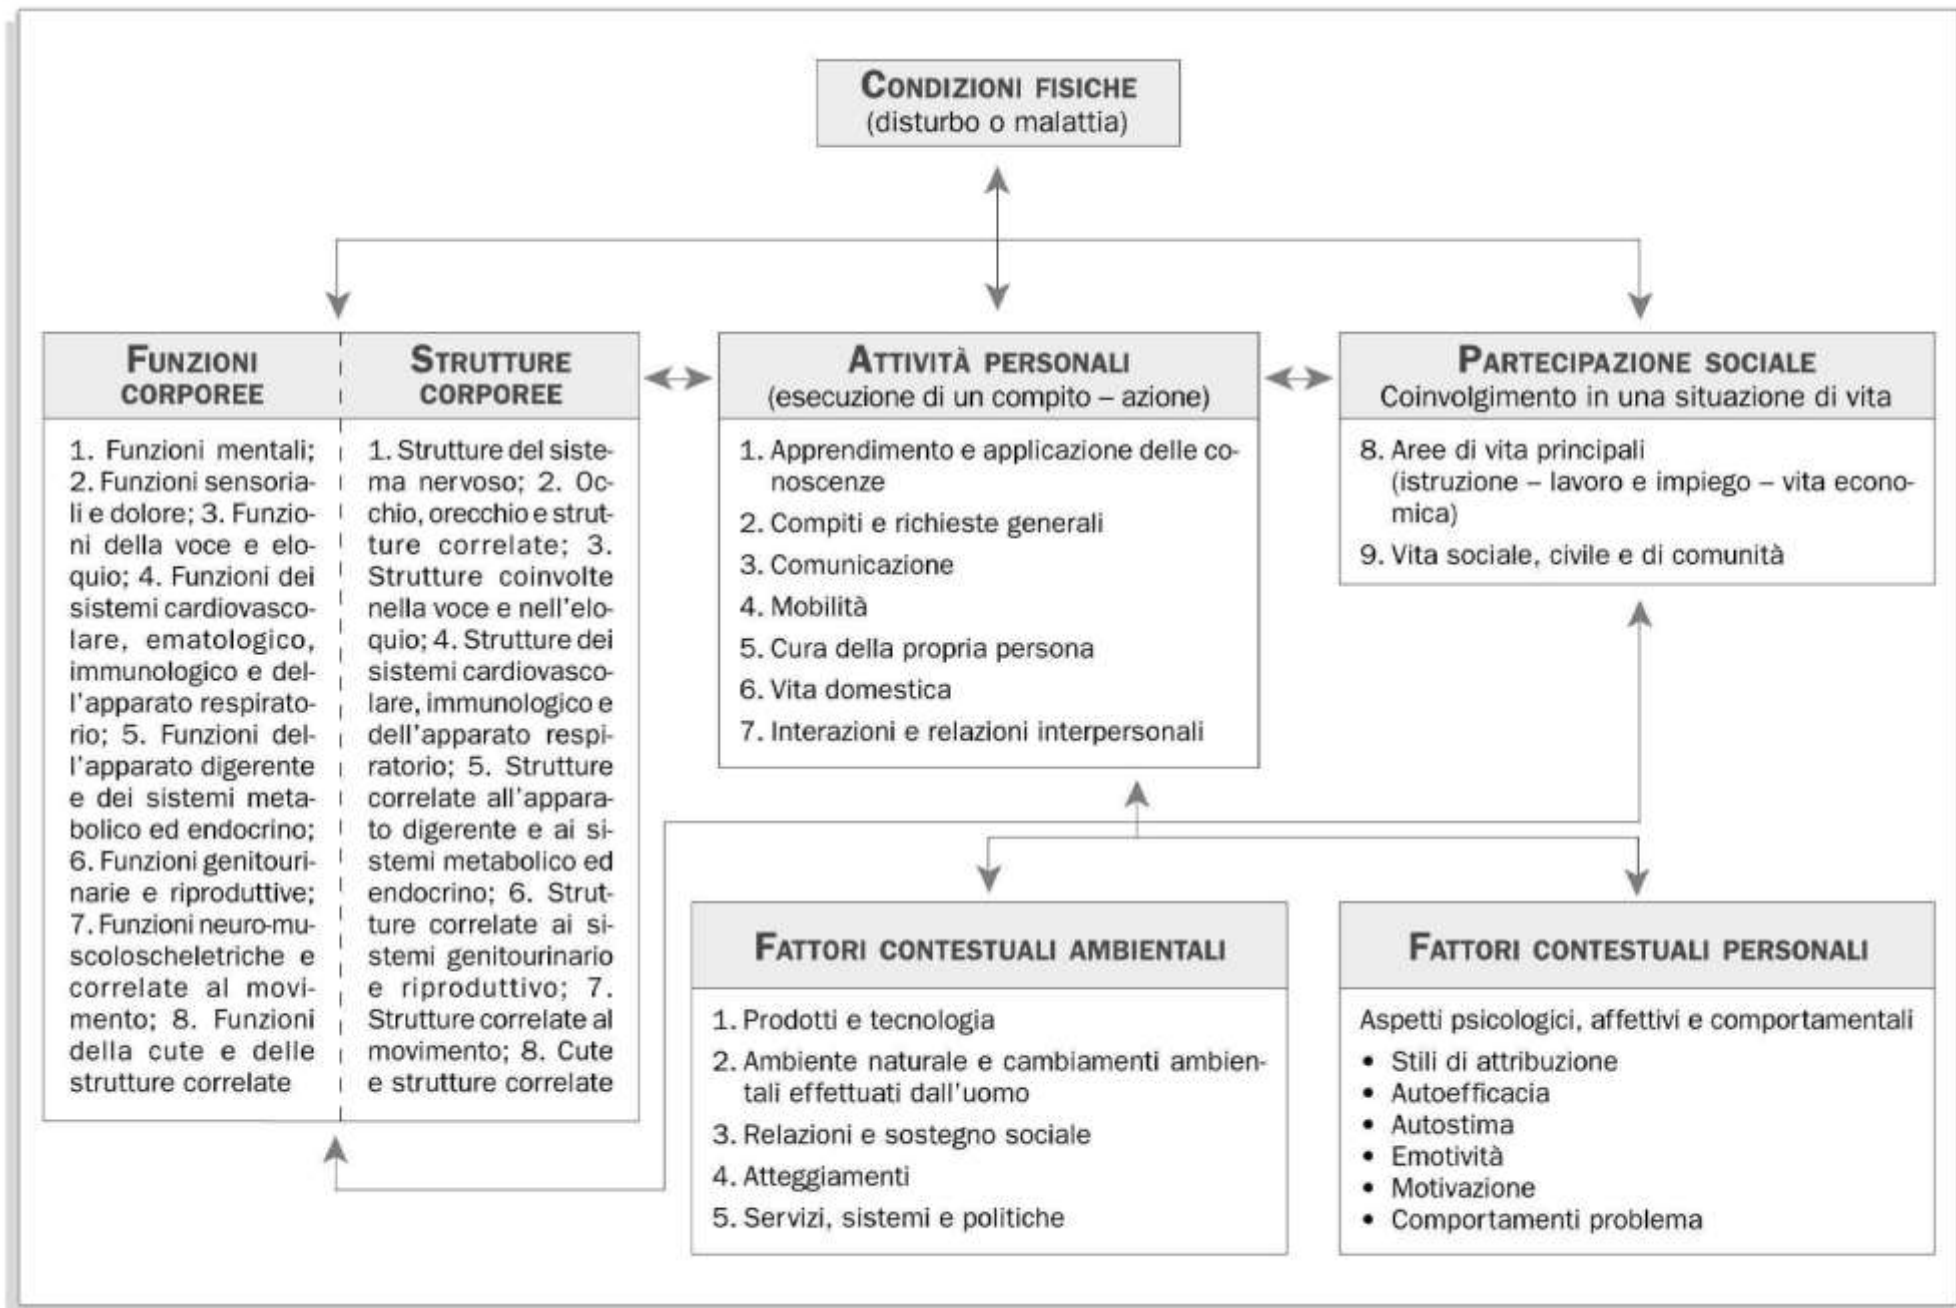 CONDIZIONI FISICHE
(disturbo o malattia)
FUNZIONI
CORPOREE
1. Funzioni mentali;
2. Funzioni sensoria-
li e dolore; 3. Funzio-
ni della voce e elo-
quio; 4. Funzioni dei
sistemi cardiovasco-
lare, ematologico,
immunologico e del-
l'apparato respirato-
rio; 5. Funzioni del-
l'apparato digerente
e dei sistemi meta-
bolico ed endocrino;
6. Funzioni genitouri-
narie e riproduttive;
7. Funzioni neuro-mu-
scoloscheletriche e
correlate al movi-
mento; 8. Funzioni
della cute e delle
strutture correlate
STRUTTURE
CORPOREE
1. Strutture del siste-
ma nervoso; 2. Oc-
chio, orecchio e strut-
ture correlate; 3.
Strutture coinvolte
nella voce e nell'elo-
quio; 4. Strutture dei
sistemi cardiovasco-
lare, immunologico e
dell'apparato respi-
ratorio; 5. Strutture
correlate all'appara-
to digerente e ai si-
stemi metabolico ed
endocrino; 6. Strut-
ture correlate ai si-
stemi genitourinario
e riproduttivo; 7.
Strutture correlate al
movimento; 8. Cute
e strutture correlate
ATTIVITÀ PERSONALI
(esecuzione di un compito – azione)
1. Apprendimento e applicazione delle co-
noscenze
2. Compiti e richieste generali
3. Comunicazione
4. Mobilità
5. Cura della propria persona
6. Vita domestica
7. Interazioni e relazioni interpersonali
PARTECIPAZIONE SOCIALE
Coinvolgimento in una situazione di vita
8. Aree di vita principali
(istruzione – lavoro e impiego – vita econo-
mica)
9. Vita sociale, civile e di comunità
FATTORI CONTESTUALI AMBIENTALI
1. Prodotti e tecnologia
2. Ambiente naturale e cambiamenti ambien-
tali effettuati dall'uomo
3. Relazioni e sostegno sociale
4. Atteggiamenti
5. Servizi, sistemi e politiche
FATTORI CONTESTUALI PERSONALI
Aspetti psicologici, affettivi e comportamentali
• Stili di attribuzione
• Autoefficacia
• Autostima
• Emotività
• Motivazione
• Comportamenti problema